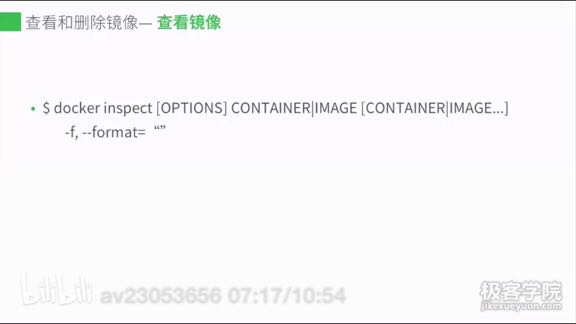 查看和删除镜像— 查看镜像
• $ docker inspect [OPTIONS] CONTAINER|IMAGE [CONTAINER|IMAGE...]
-f, --format= “”
bilibili av23053656 07:17/10:54
极客学院
jikexueyuan.com